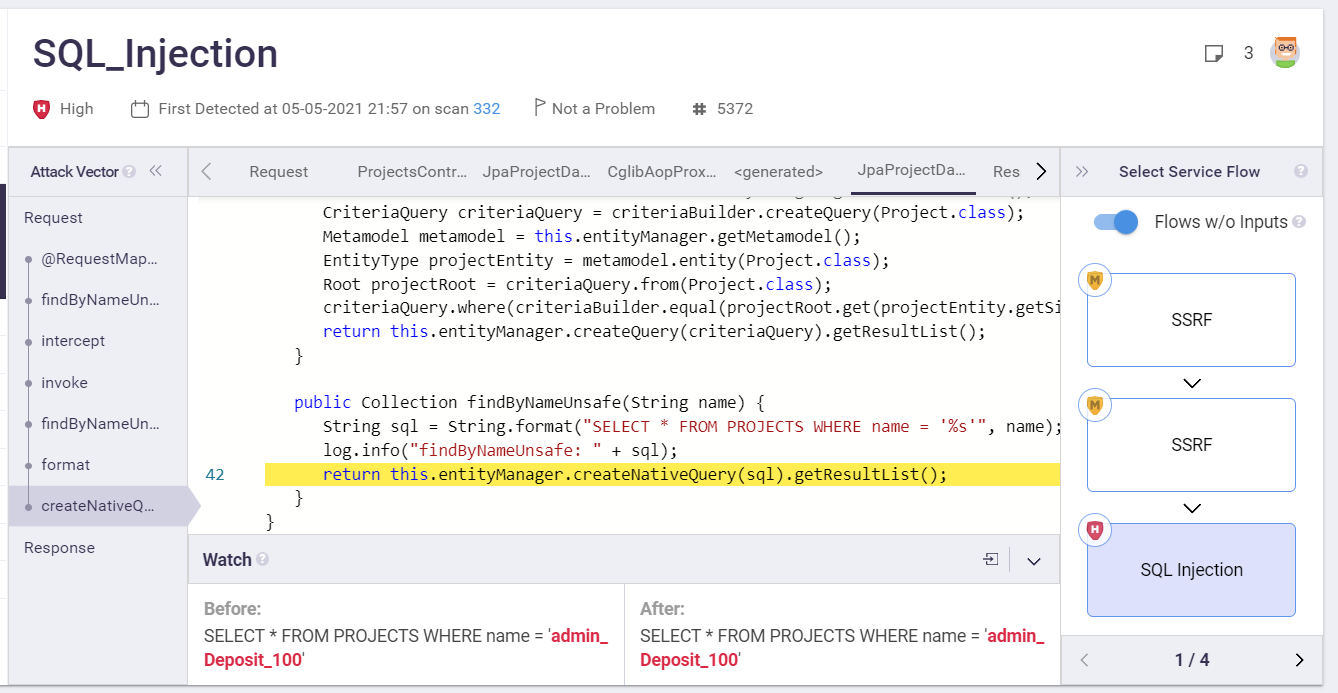 SQL_Injection
3
High
First Detected at 05-05-2021 21:57 on scan 332
Not a Problem
# 5372
Attack Vector
Request
ProjectsContr...
JpaProjectDa...
CglibAopProx...
<generated>
JpaProjectDa...
Res
Select Service Flow
Request
@RequestMap...
findByNameUn...
intercept
invoke
findByNameUn...
format
createNativeQ...
Response
CriteriaQuery criteriaQuery = criteriaBuilder.createQuery(Project.class);
Metamodel metamodel = this.entityManager.getMetamodel();
EntityType projectEntity = metamodel.entity(Project.class);
Root projectRoot = criteriaQuery.from(Project.class);
criteriaQuery.where(criteriaBuilder.equal(projectRoot.get(projectEntity.getSi
return this.entityManager.createQuery(criteriaQuery).getResultList();
}
public Collection findByNameUnsafe(String name) {
String sql = String.format("SELECT * FROM PROJECTS WHERE name = '%s'", name);
log.info("findByNameUnsafe: " + sql);
42 return this.entityManager.createNativeQuery(sql).getResultList();
}
}
Watch
Before:
SELECT * FROM PROJECTS WHERE name = 'admin_
Deposit_100'
After:
SELECT * FROM PROJECTS WHERE name = 'admin_
Deposit_100'
Flows w/o Inputs
M
SSRF
M
SSRF
H
SQL Injection
1 / 4